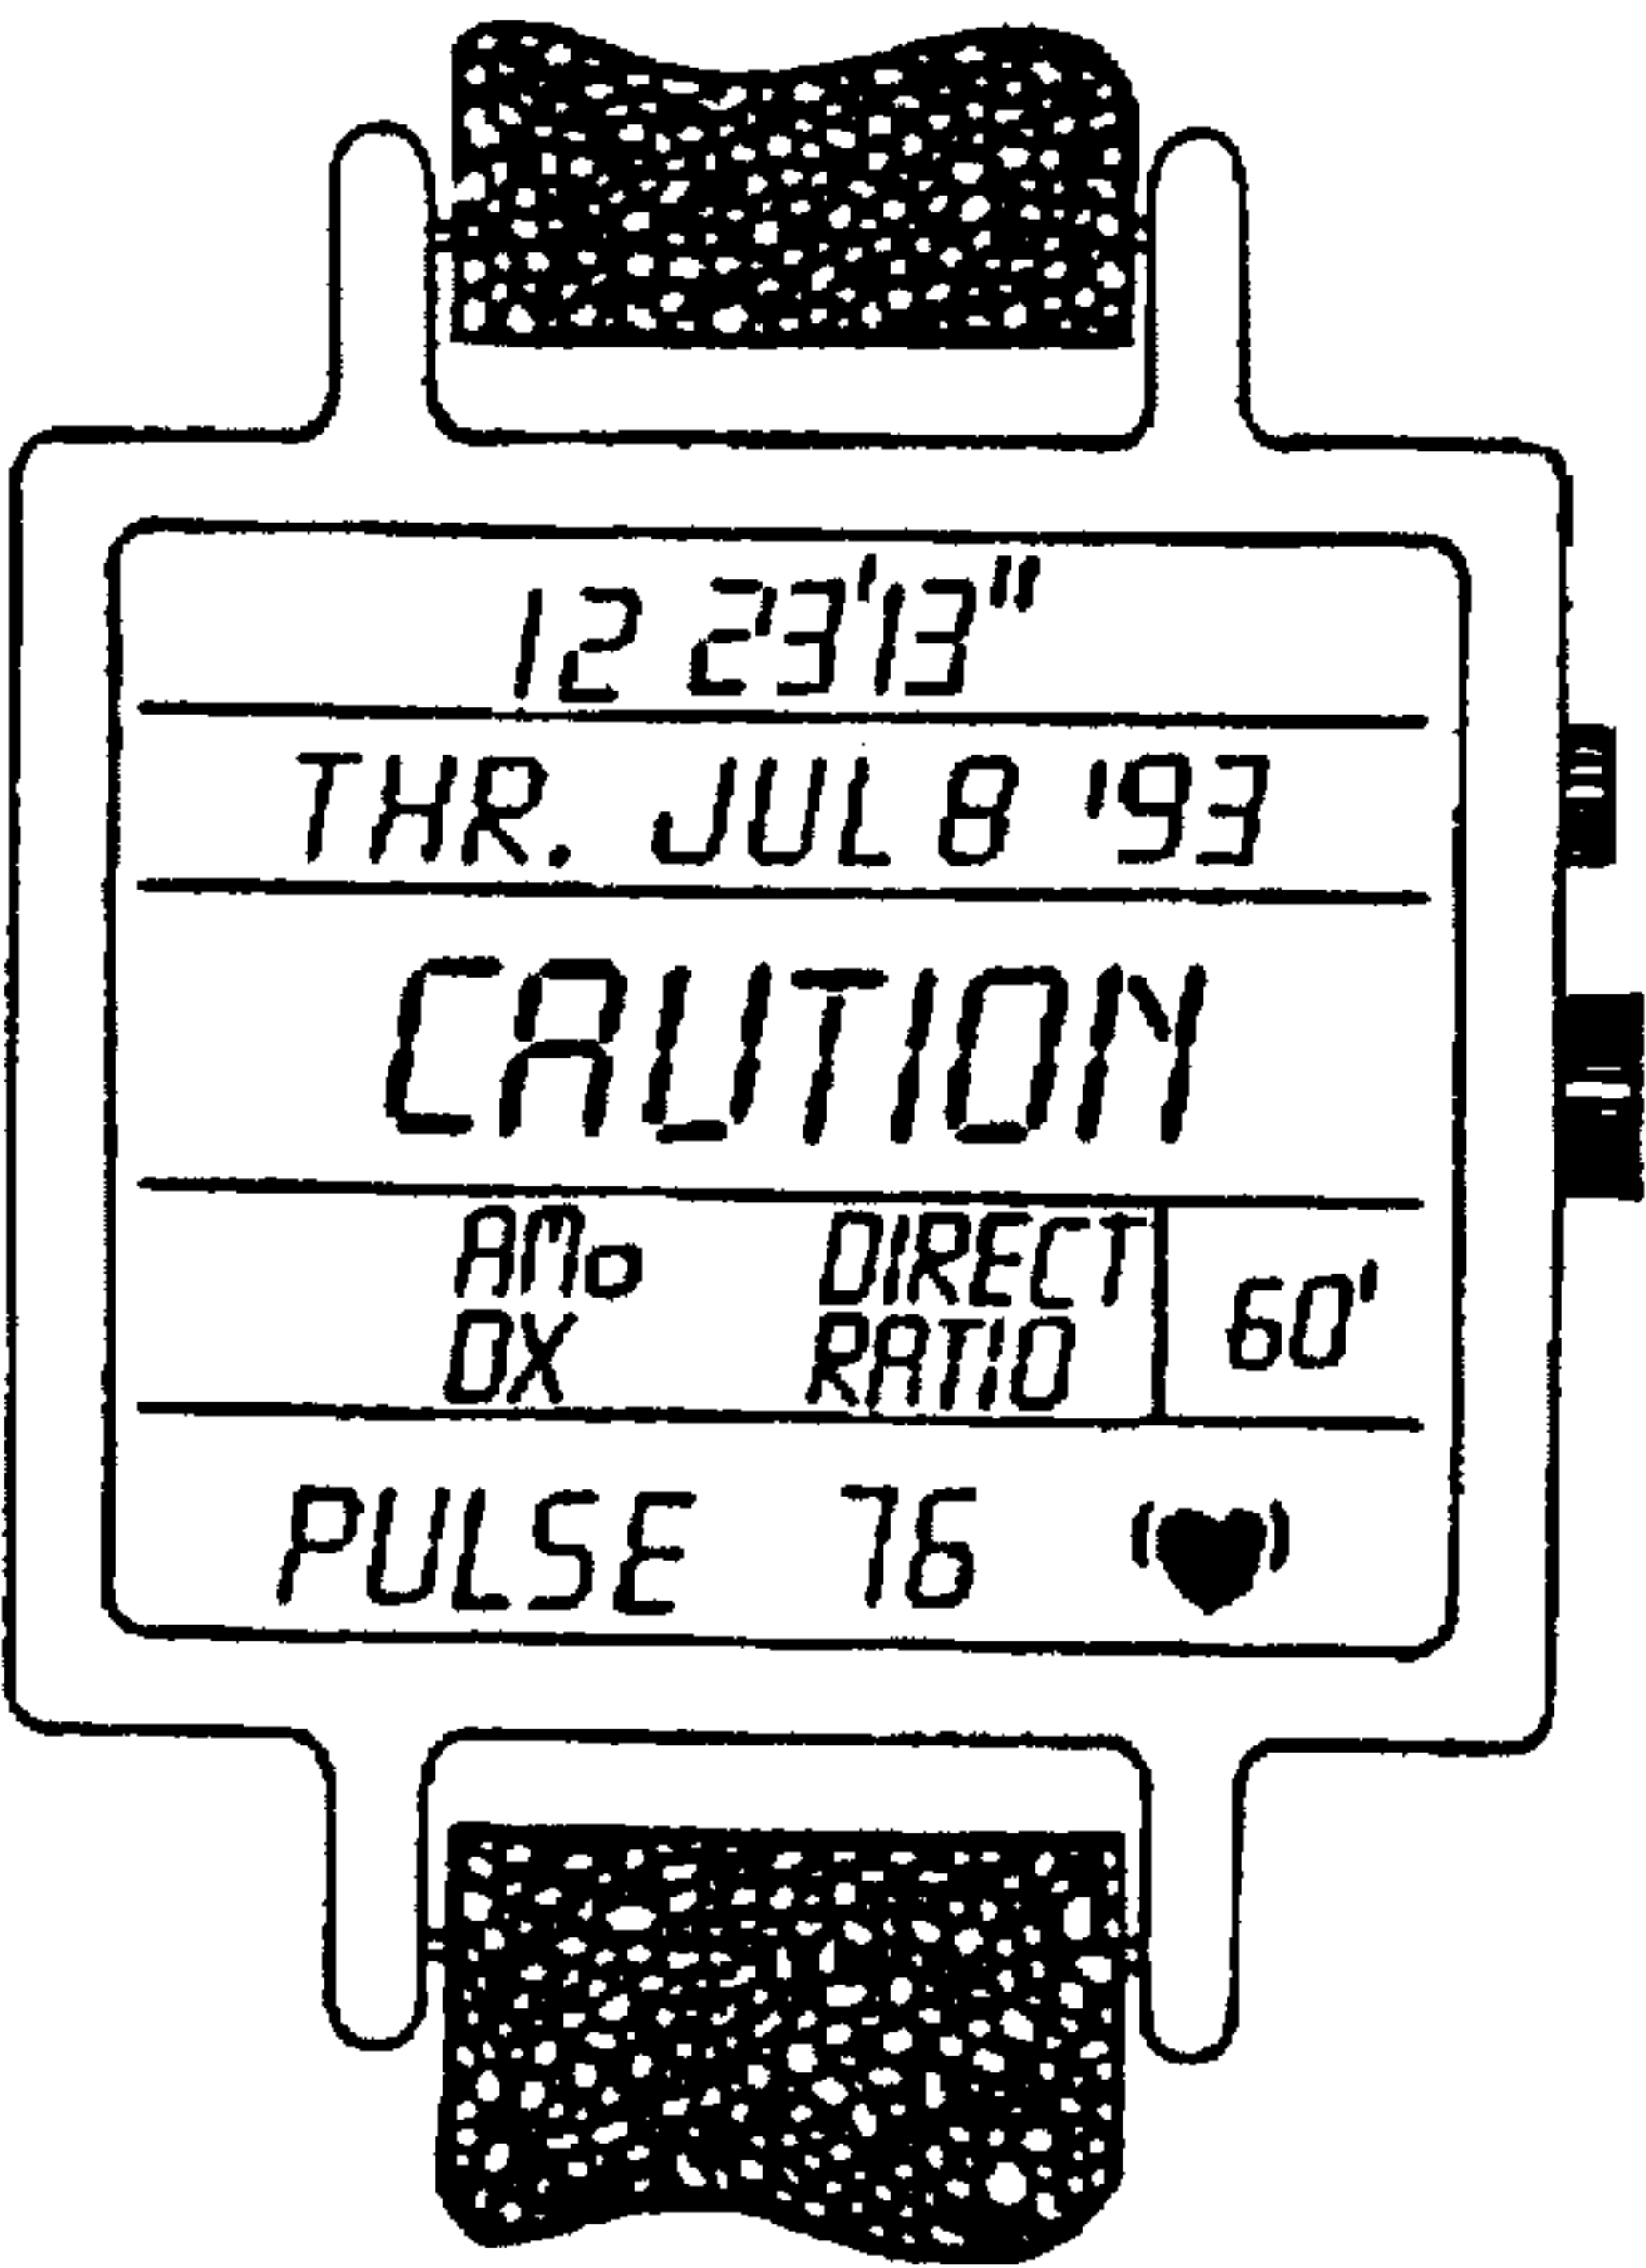 12 23'13"
THR. JUL 8 '93
CAUTION
AMo DIRECT
DX RATIO 60'
PULSE 76